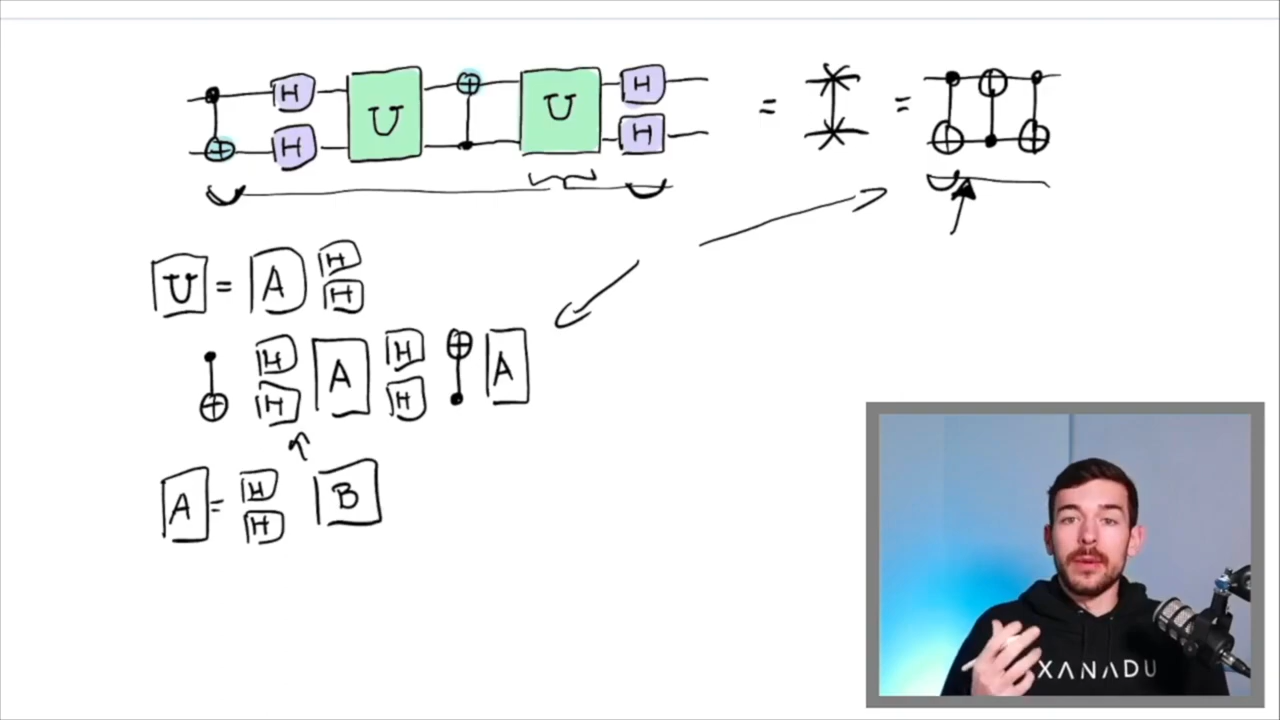 H U U H = =
H H
U = A H
H
H A H A
H H
A = H B
H
XANADU